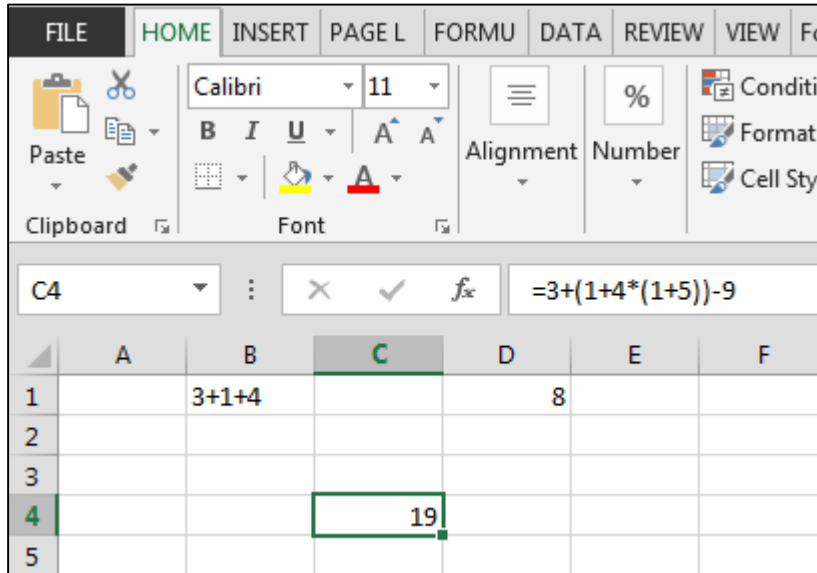 FILE HOME INSERT PAGE L FORMU DATA REVIEW VIEW Fo
Calibri 11 % Conditi
B I U A A Format
Paste Alignment Number
A Cell Sty
Clipboard Font
C4 fx =3+(1+4*(1+5))-9
A B C D E F
1 3+1+4 8
2
3
4 19
5